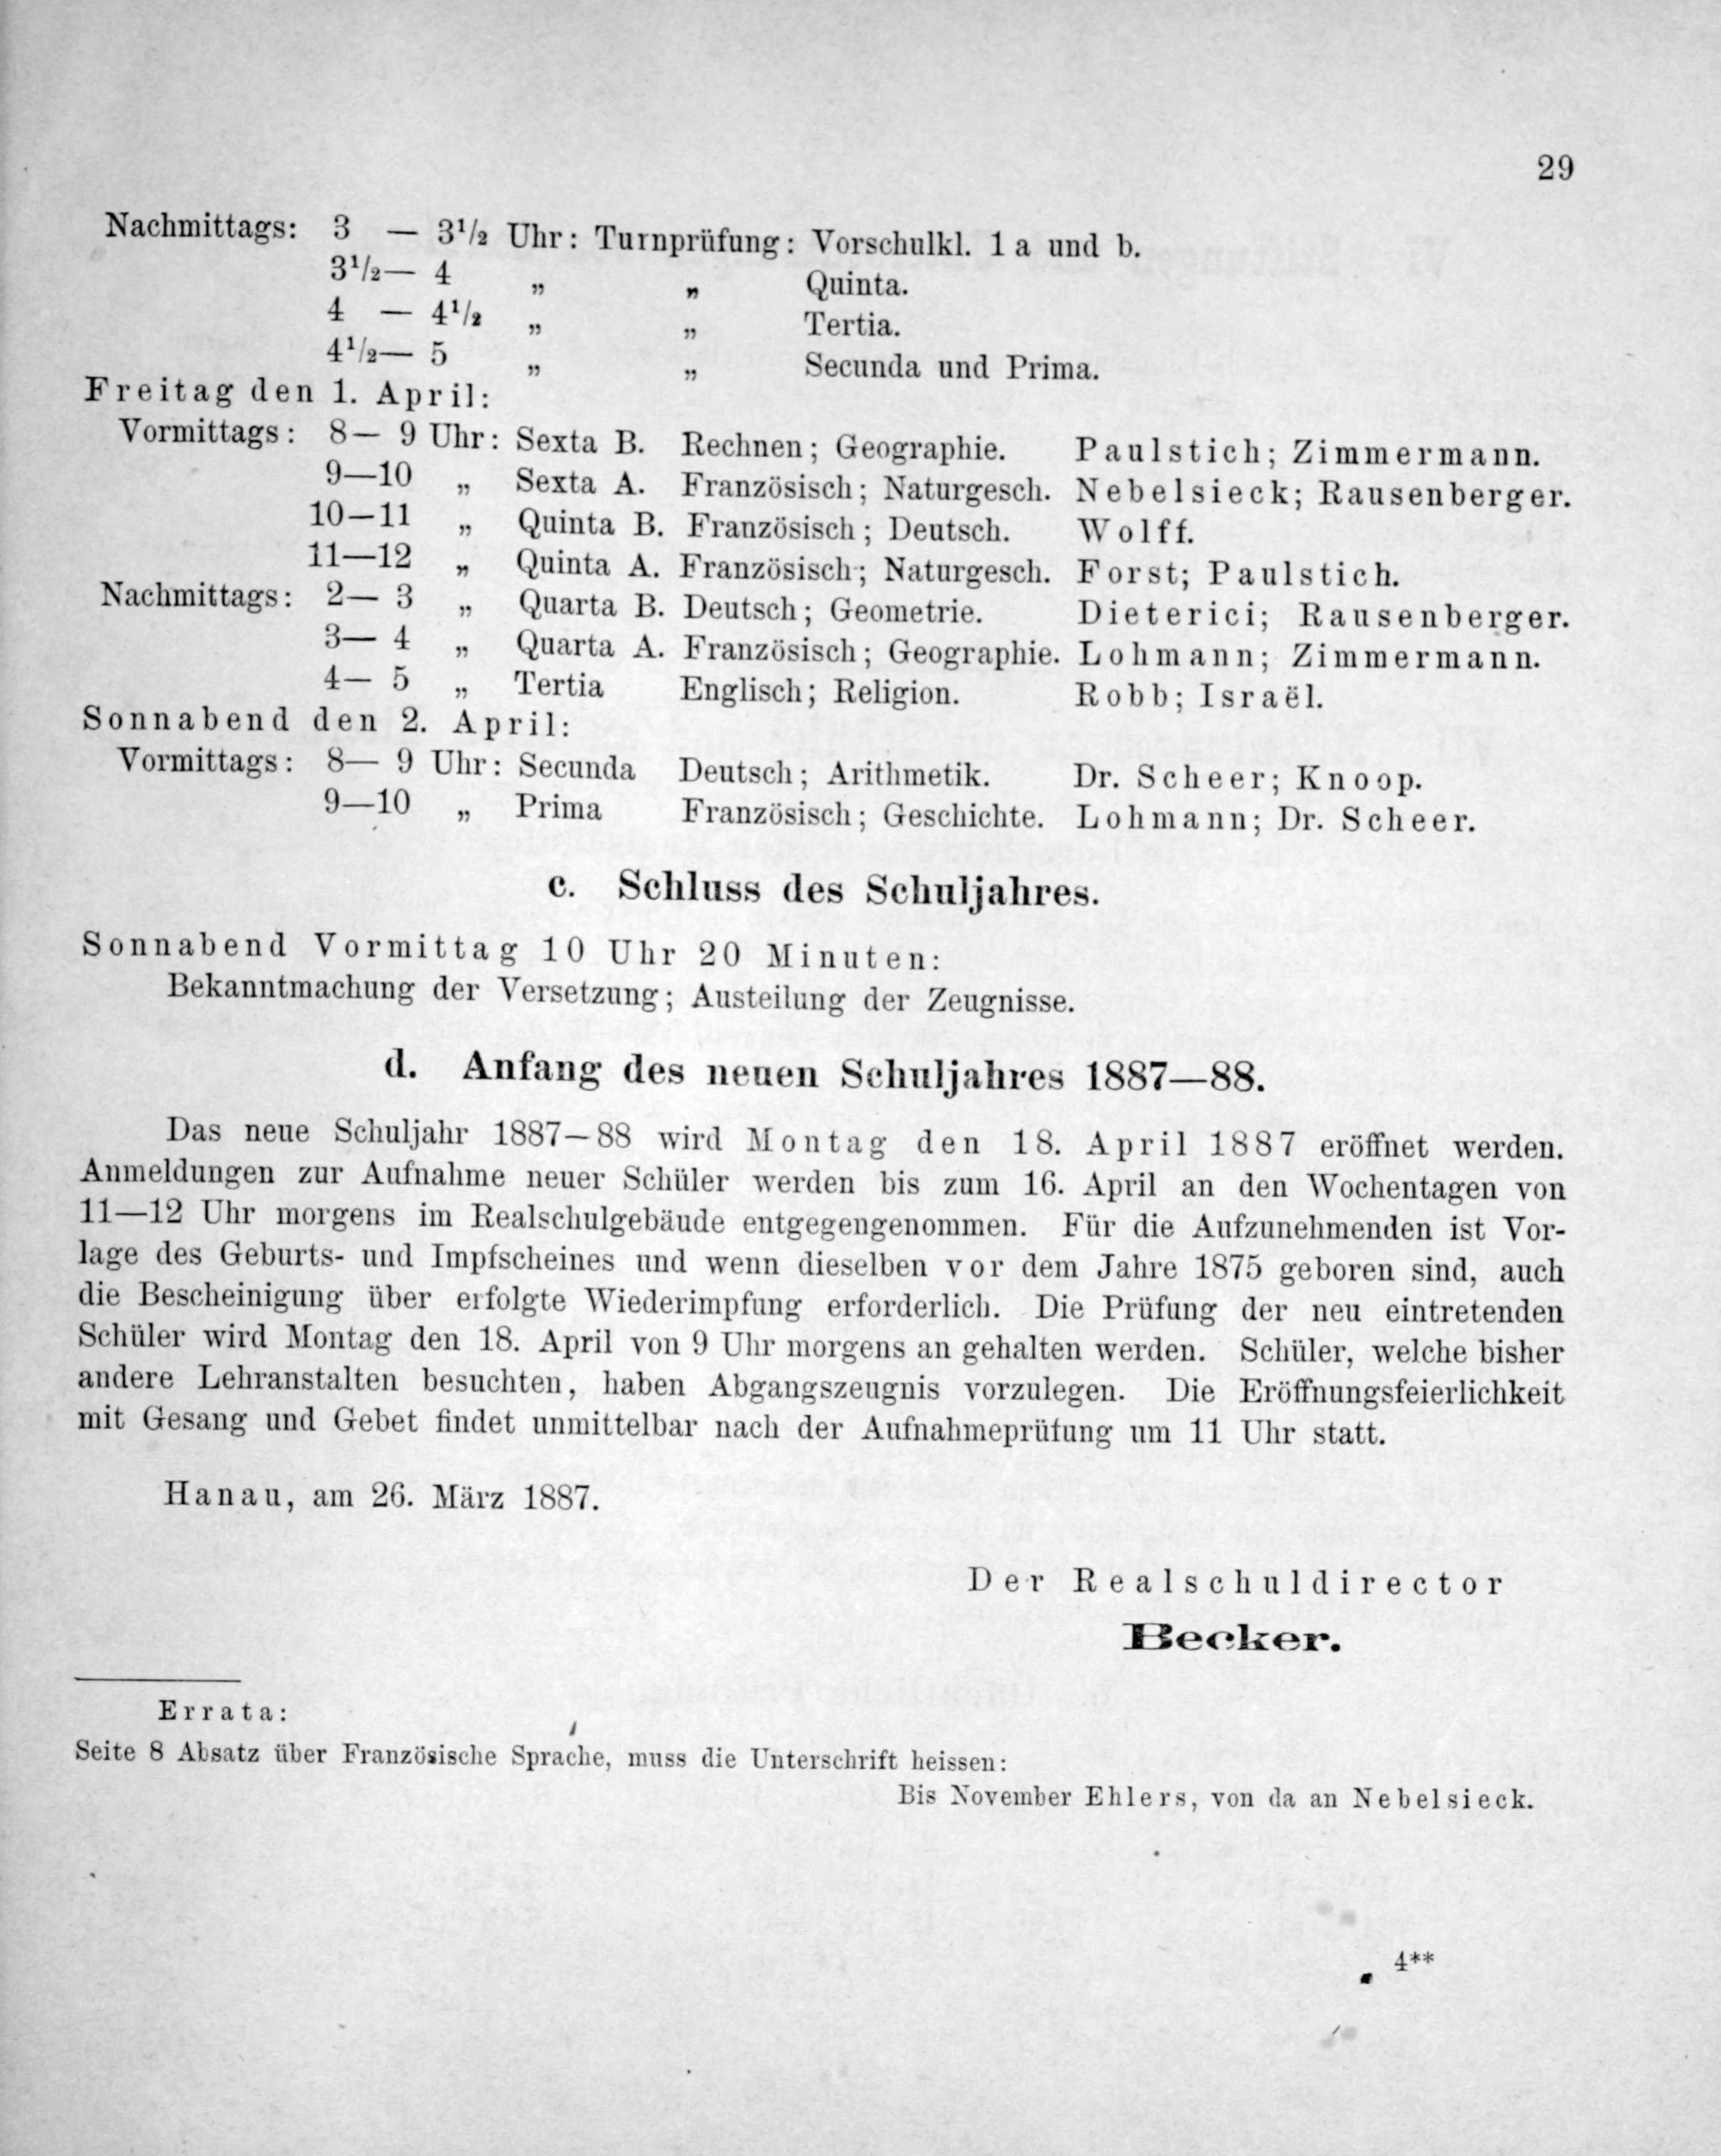 29
Nachmittags: 3 — 3¹/₂ Uhr: Turnprüfung: Vorschulkl. 1 a und b.
3¹/₂— 4 „ „ Quinta.
4 — 4¹/₂ „ „ Tertia.
4¹/₂— 5 „ „ Secunda und Prima.
Freitag den 1. April:
Vormittags: 8— 9 Uhr: Sexta B. Rechnen; Geographie. Paulstich; Zimmermann.
9—10 „ Sexta A. Französisch; Naturgesch. Nebelsieck; Rausenberger.
10—11 „ Quinta B. Französisch; Deutsch. Wolff.
11—12 „ Quinta A. Französisch; Naturgesch. Forst; Paulstich.
Nachmittags: 2— 3 „ Quarta B. Deutsch; Geometrie. Dieterici; Rausenberger.
3— 4 „ Quarta A. Französisch; Geographie. Lohmann; Zimmermann.
4— 5 „ Tertia Englisch; Religion. Robb; Israël.
Sonnabend den 2. April:
Vormittags: 8— 9 Uhr: Secunda Deutsch; Arithmetik. Dr. Scheer; Knoop.
9—10 „ Prima Französisch; Geschichte. Lohmann; Dr. Scheer.
c. Schluss des Schuljahres.
Sonnabend Vormittag 10 Uhr 20 Minuten:
Bekanntmachung der Versetzung; Austeilung der Zeugnisse.
d. Anfang des neuen Schuljahres 1887—88.
Das neue Schuljahr 1887—88 wird Montag den 18. April 1887 eröffnet werden.
Anmeldungen zur Aufnahme neuer Schüler werden bis zum 16. April an den Wochentagen von
11—12 Uhr morgens im Realschulgebäude entgegengenommen. Für die Aufzunehmenden ist Vor-
lage des Geburts- und Impfscheines und wenn dieselben vor dem Jahre 1875 geboren sind, auch
die Bescheinigung über erfolgte Wiederimpfung erforderlich. Die Prüfung der neu eintretenden
Schüler wird Montag den 18. April von 9 Uhr morgens an gehalten werden. Schüler, welche bisher
andere Lehranstalten besuchten, haben Abgangszeugnis vorzulegen. Die Eröffnungsfeierlichkeit
mit Gesang und Gebet findet unmittelbar nach der Aufnahmeprüfung um 11 Uhr statt.
Hanau, am 26. März 1887.
Der Realschuldirector
Becker.
Errata:
Seite 8 Absatz über Französische Sprache, muss die Unterschrift heissen:
Bis November Ehlers, von da an Nebelsieck.
4**